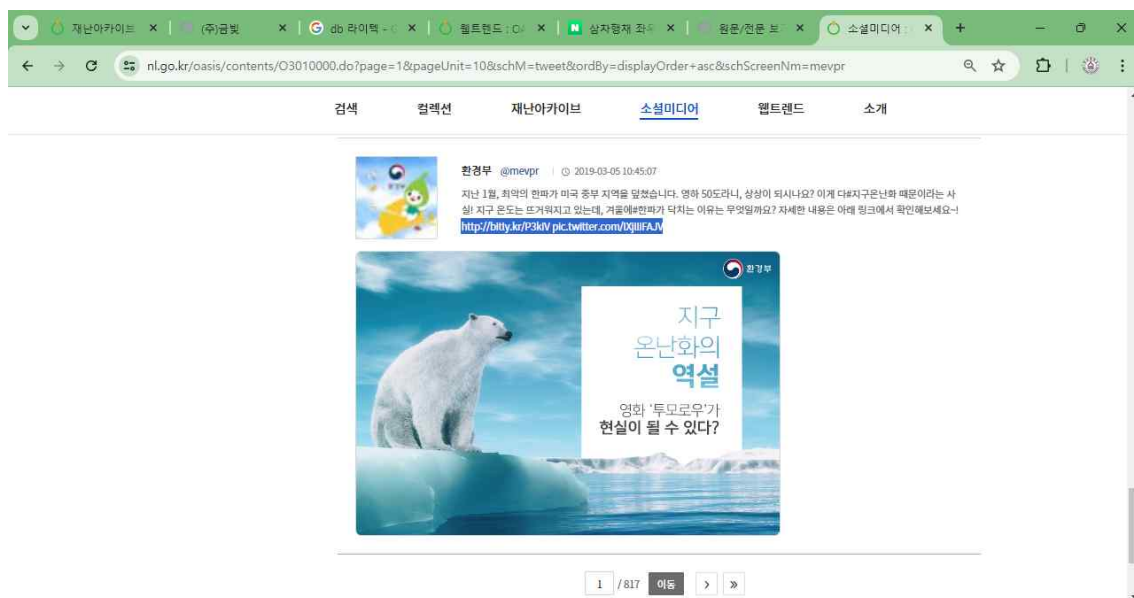 재난아카이브
(주)금빛
db 라이텍 -
웹트렌드 : OA
삼자형재 좌우
원문/전문 보기
소셜미디어 :
nl.go.kr/oasis/contents/O3010000.do?page=1&pageUnit=10&schM=tweet&ordBy=displayOrder+asc&schScreenNm=mevpr
검색 컬렉션 재난아카이브 소셜미디어 웹트렌드 소개
환경부 @mevpr 2019-03-05 10:45:07
지난 1월, 최악의 한파가 미국 중부 지역을 덮쳤습니다. 영하 50도라니, 상상이 되시나요? 이게 다#지구온난화 때문이라는 사
실! 지구 온도는 뜨거워지고 있는데, 겨울에#한파가 닥치는 이유는 무엇일까요? 자세한 내용은 아래 링크에서 확인해보세요~!
http://bitly.kr/P3kIV
환경부
지구
온난화의
역설
영화 '투모로우'가
현실이 될 수 있다?
1 / 817 이동 > »